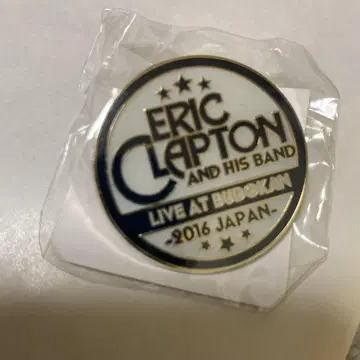 ERIC
CLAPTON
AND HIS BAND
LIVE AT BUDOKAN
-2016 JAPAN-